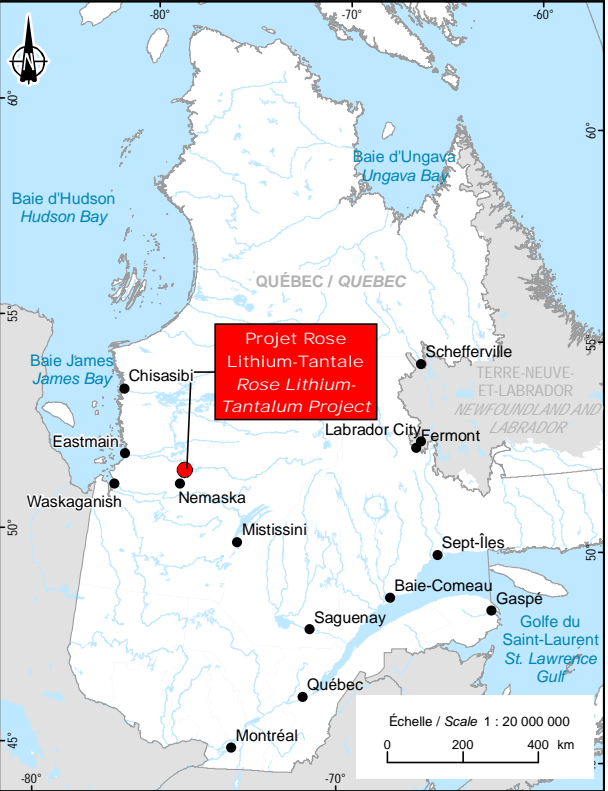 -80°
-70°
-60°
N
60°
60°
Baie d'Ungava
Ungava Bay
Baie d'Hudson
Hudson Bay
QUÉBEC / QUEBEC
55°
55°
Projet Rose
Lithium-Tantale
Rose Lithium-
Tantalum Project
Schefferville
Baie James
James Bay
Chisasibi
TERRE-NEUVE-
ET-LABRADOR
NEWFOUNDLAND AND
LABRADOR
Labrador City
Fermont
Eastmain
Waskaganish
Nemaska
50°
50°
Mistissini
Sept-Îles
Baie-Comeau
Gaspé
Saguenay
Golfe du
Saint-Laurent
St. Lawrence
Gulf
Québec
Montréal
45°
Échelle / Scale 1 : 20 000 000
0 200 400 km
-80°
-70°